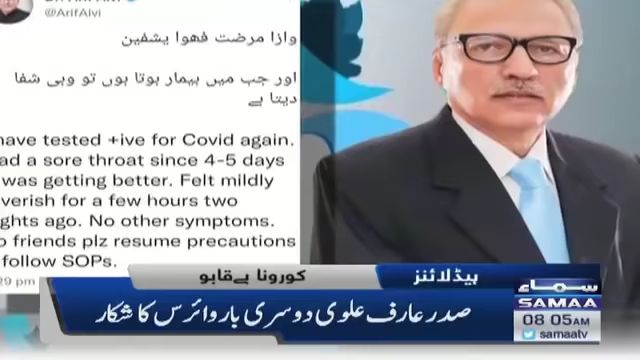 @ArifAlvi
وازا مرضت فھوا یشفین
اور جب میں بیمار ہوتا ہوں تو وہی شفا
دیتا ہے
have tested +ive for Covid again.
ad a sore throat since 4-5 days
was getting better. Felt mildly
verish for a few hours two
ghts ago. No other symptoms.
o friends plz resume precautions
follow SOPs.
29 pm
ہیڈلائنز
کورونا بے قابو
صدر عارف علوی دوسری بار وائرس کا شکار
سماء
SAMAA
08 05AM
samaatv